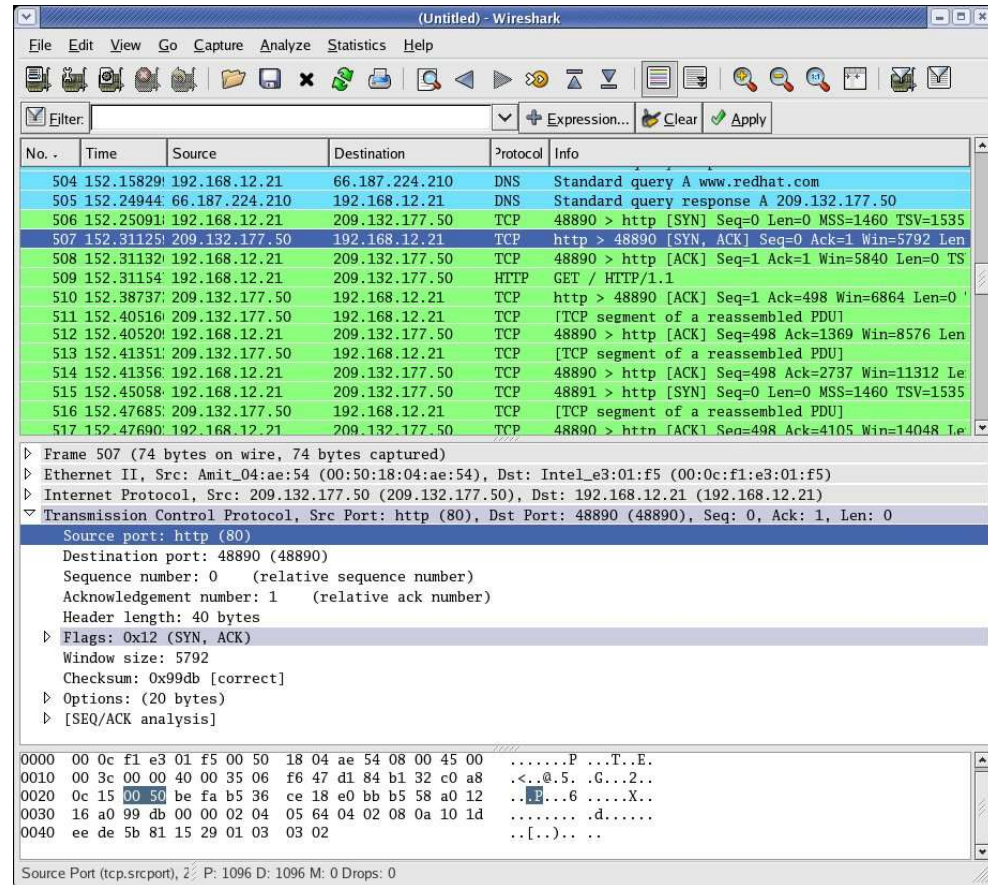 (Untitled) - Wireshark
File Edit View Go Capture Analyze Statistics Help
Filter: Expression... Clear Apply
No. . Time Source Destination Protocol Info
504 152.15829 192.168.12.21 66.187.224.210 DNS Standard query A www.redhat.com
505 152.24944 66.187.224.210 192.168.12.21 DNS Standard query response A 209.132.177.50
506 152.25091 192.168.12.21 209.132.177.50 TCP 48890 > http [SYN] Seq=0 Len=0 MSS=1460 TSV=1535
507 152.31125 209.132.177.50 192.168.12.21 TCP http > 48890 [SYN, ACK] Seq=0 Ack=1 Win=5792 Len
508 152.31132 192.168.12.21 209.132.177.50 TCP 48890 > http [ACK] Seq=1 Ack=1 Win=5840 Len=0 TS
509 152.31154 192.168.12.21 209.132.177.50 HTTP GET / HTTP/1.1
510 152.38737 209.132.177.50 192.168.12.21 TCP http > 48890 [ACK] Seq=1 Ack=498 Win=6864 Len=0
511 152.40516 209.132.177.50 192.168.12.21 TCP [TCP segment of a reassembled PDU]
512 152.40520 192.168.12.21 209.132.177.50 TCP 48890 > http [ACK] Seq=498 Ack=1369 Win=8576 Len
513 152.41351 209.132.177.50 192.168.12.21 TCP [TCP segment of a reassembled PDU]
514 152.41356 192.168.12.21 209.132.177.50 TCP 48890 > http [ACK] Seq=498 Ack=2737 Win=11312 Le
515 152.45058 192.168.12.21 209.132.177.50 TCP 48891 > http [SYN] Seq=0 Len=0 MSS=1460 TSV=1535
516 152.47685 209.132.177.50 192.168.12.21 TCP [TCP segment of a reassembled PDU]
517 152.47690 192.168.12.21 209.132.177.50 TCP 48890 > http [ACK] Seq=498 Ack=4105 Win=14048 Le
Frame 507 (74 bytes on wire, 74 bytes captured)
Ethernet II, Src: Amit_04:ae:54 (00:50:18:04:ae:54), Dst: Intel_e3:01:f5 (00:0c:f1:e3:01:f5)
Internet Protocol, Src: 209.132.177.50 (209.132.177.50), Dst: 192.168.12.21 (192.168.12.21)
Transmission Control Protocol, Src Port: http (80), Dst Port: 48890 (48890), Seq: 0, Ack: 1, Len: 0
Source port: http (80)
Destination port: 48890 (48890)
Sequence number: 0 (relative sequence number)
Acknowledgement number: 1 (relative ack number)
Header length: 40 bytes
Flags: 0x12 (SYN, ACK)
Window size: 5792
Checksum: 0x99db [correct]
Options: (20 bytes)
[SEQ/ACK analysis]
0000 00 0c f1 e3 01 f5 00 50 18 04 ae 54 08 00 45 00 .......P ...T..E.
0010 00 3c 00 00 40 00 35 06 f6 47 d1 84 b1 32 c0 a8 .<..@.5. .G...2..
0020 0c 15 00 50 be fa b5 36 ce 18 e0 bb b5 58 a0 12 ...P...6 .....X..
0030 16 a0 99 db 00 00 02 04 05 64 04 02 08 0a 10 1d ........ .d......
0040 ee de 5b 81 15 29 01 03 03 02 ..[..).. ..
Source Port (tcp.srcport), 2 P: 1096 D: 1096 M: 0 Drops: 0